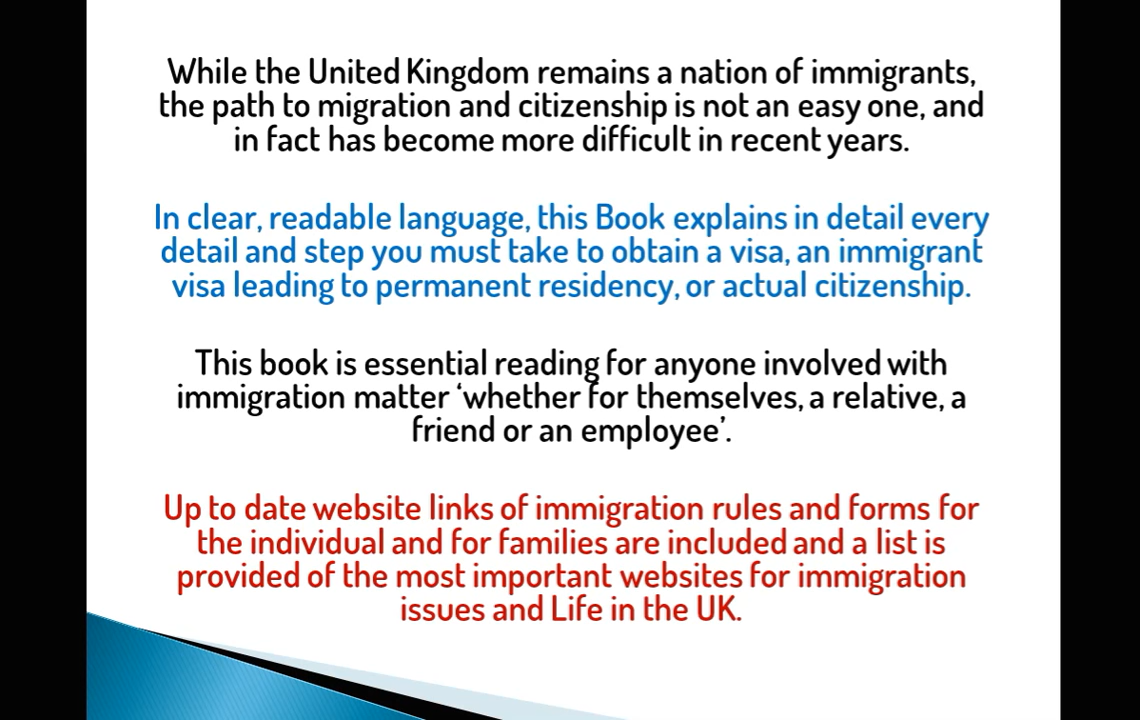 While the United Kingdom remains a nation of immigrants,
the path to migration and citizenship is not an easy one, and
in fact has become more difficult in recent years.
In clear, readable language, this Book explains in detail every
detail and step you must take to obtain a visa, an immigrant
visa leading to permanent residency, or actual citizenship.
This book is essential reading for anyone involved with
immigration matter ‘whether for themselves, a relative, a
friend or an employee’.
Up to date website links of immigration rules and forms for
the individual and for families are included and a list is
provided of the most important websites for immigration
issues and Life in the UK.